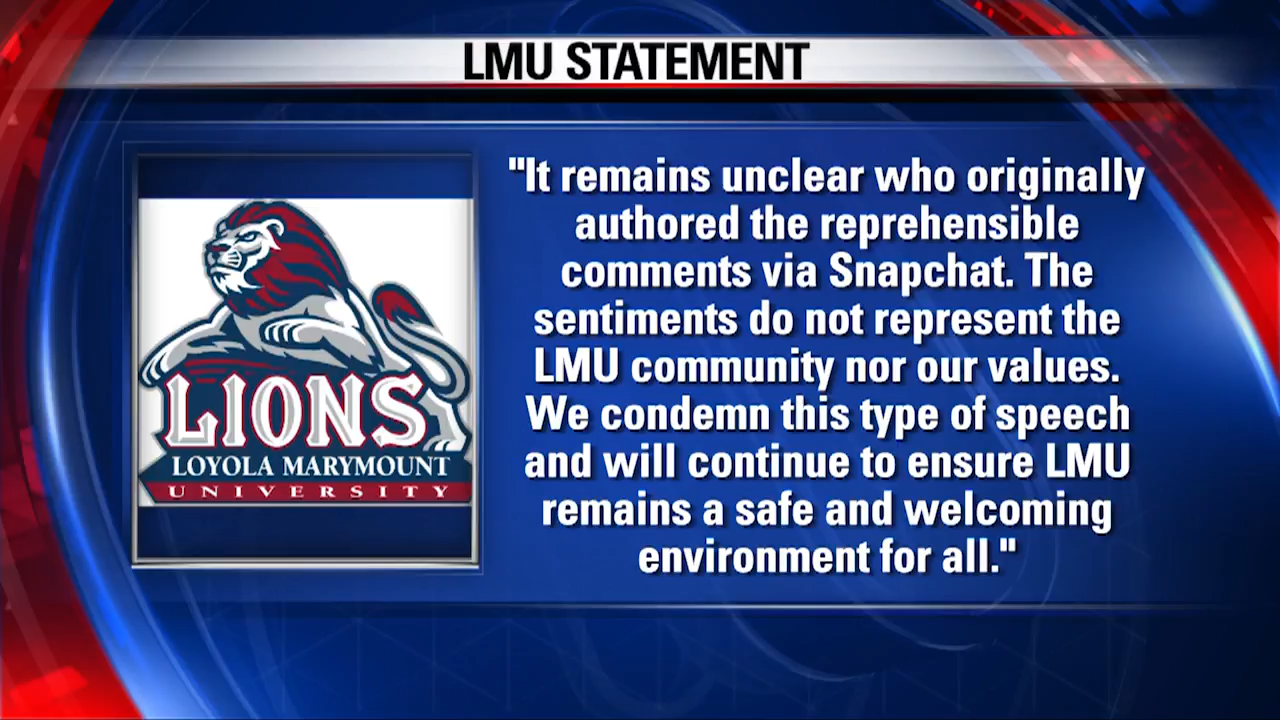 LMU STATEMENT
LIONS
LOYOLA MARYMOUNT
UNIVERSITY
"It remains unclear who originally
authored the reprehensible
comments via Snapchat. The
sentiments do not represent the
LMU community nor our values.
We condemn this type of speech
and will continue to ensure LMU
remains a safe and welcoming
environment for all."